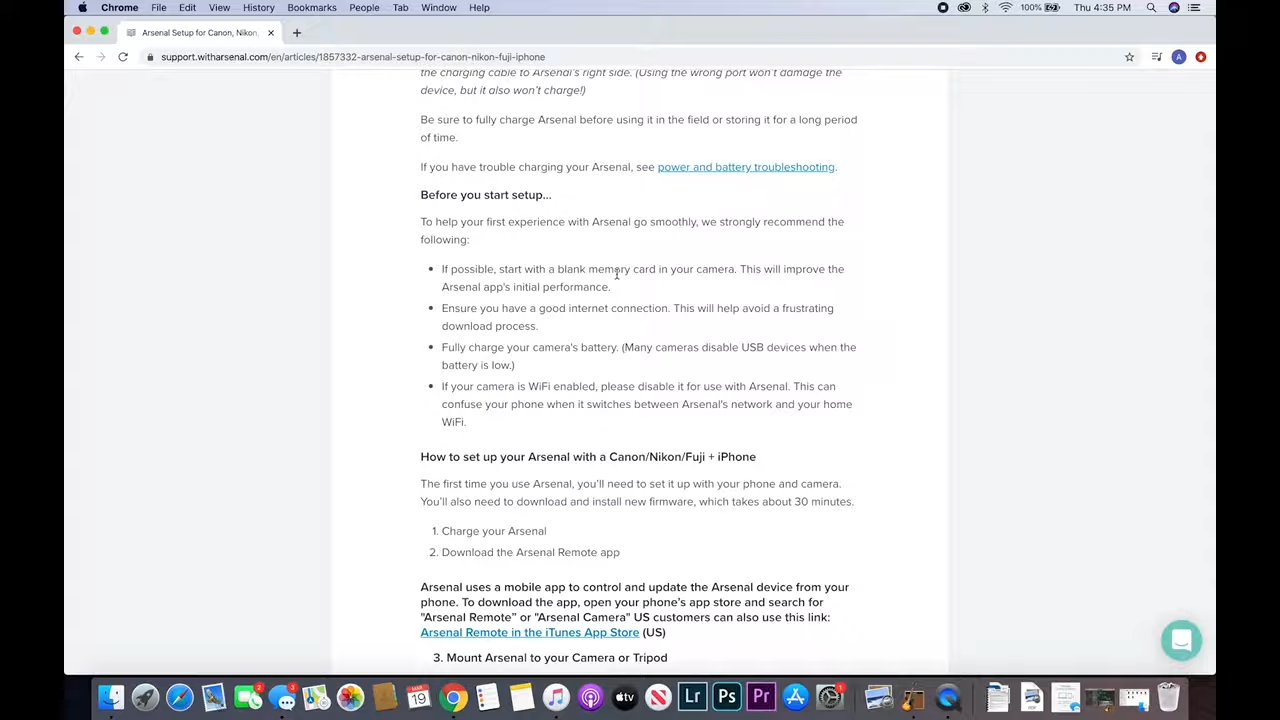 Chrome File Edit View History Bookmarks People Tab Window Help 100% Thu 4:35 PM
Arsenal Setup for Canon, Nikon,
support.witharsenal.com/en/articles/1857332-arsenal-setup-for-canon-nikon-fuji-iphone
A
the charging cable to Arsenal's right side. (Using the wrong port won't damage the
device, but it also won't charge!)
Be sure to fully charge Arsenal before using it in the field or storing it for a long period
of time.
If you have trouble charging your Arsenal, see power and battery troubleshooting.
Before you start setup...
To help your first experience with Arsenal go smoothly, we strongly recommend the
following:
• If possible, start with a blank memory card in your camera. This will improve the
Arsenal app's initial performance.
• Ensure you have a good internet connection. This will help avoid a frustrating
download process.
• Fully charge your camera's battery. (Many cameras disable USB devices when the
battery is low.)
• If your camera is WiFi enabled, please disable it for use with Arsenal. This can
confuse your phone when it switches between Arsenal's network and your home
WiFi.
How to set up your Arsenal with a Canon/Nikon/Fuji + iPhone
The first time you use Arsenal, you'll need to set it up with your phone and camera.
You'll also need to download and install new firmware, which takes about 30 minutes.
1. Charge your Arsenal
2. Download the Arsenal Remote app
Arsenal uses a mobile app to control and update the Arsenal device from your
phone. To download the app, open your phone's app store and search for
"Arsenal Remote" or "Arsenal Camera" US customers can also use this link:
Arsenal Remote in the iTunes App Store (US)
3. Mount Arsenal to your Camera or Tripod
2 3 19 tv Lr Ps Pr 1